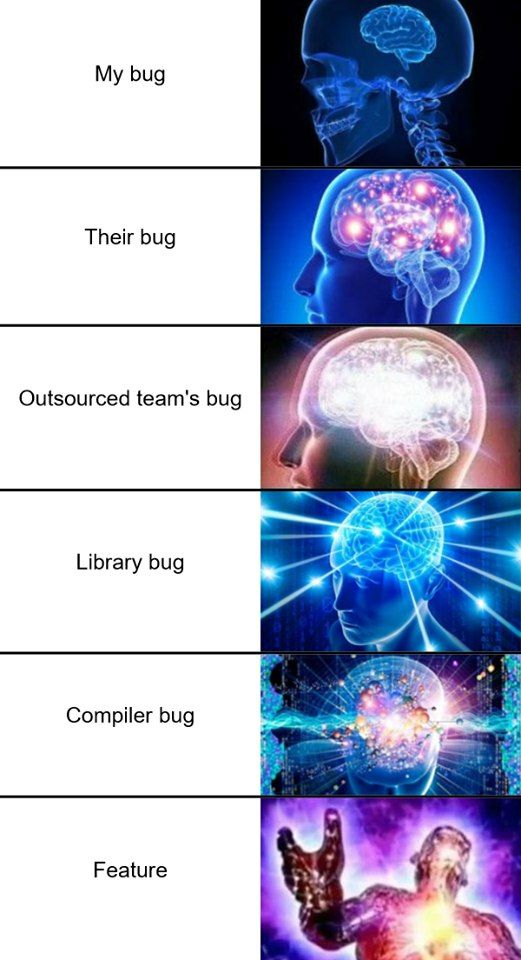 My bug
Their bug
Outsourced team's bug
Library bug
Compiler bug
Feature